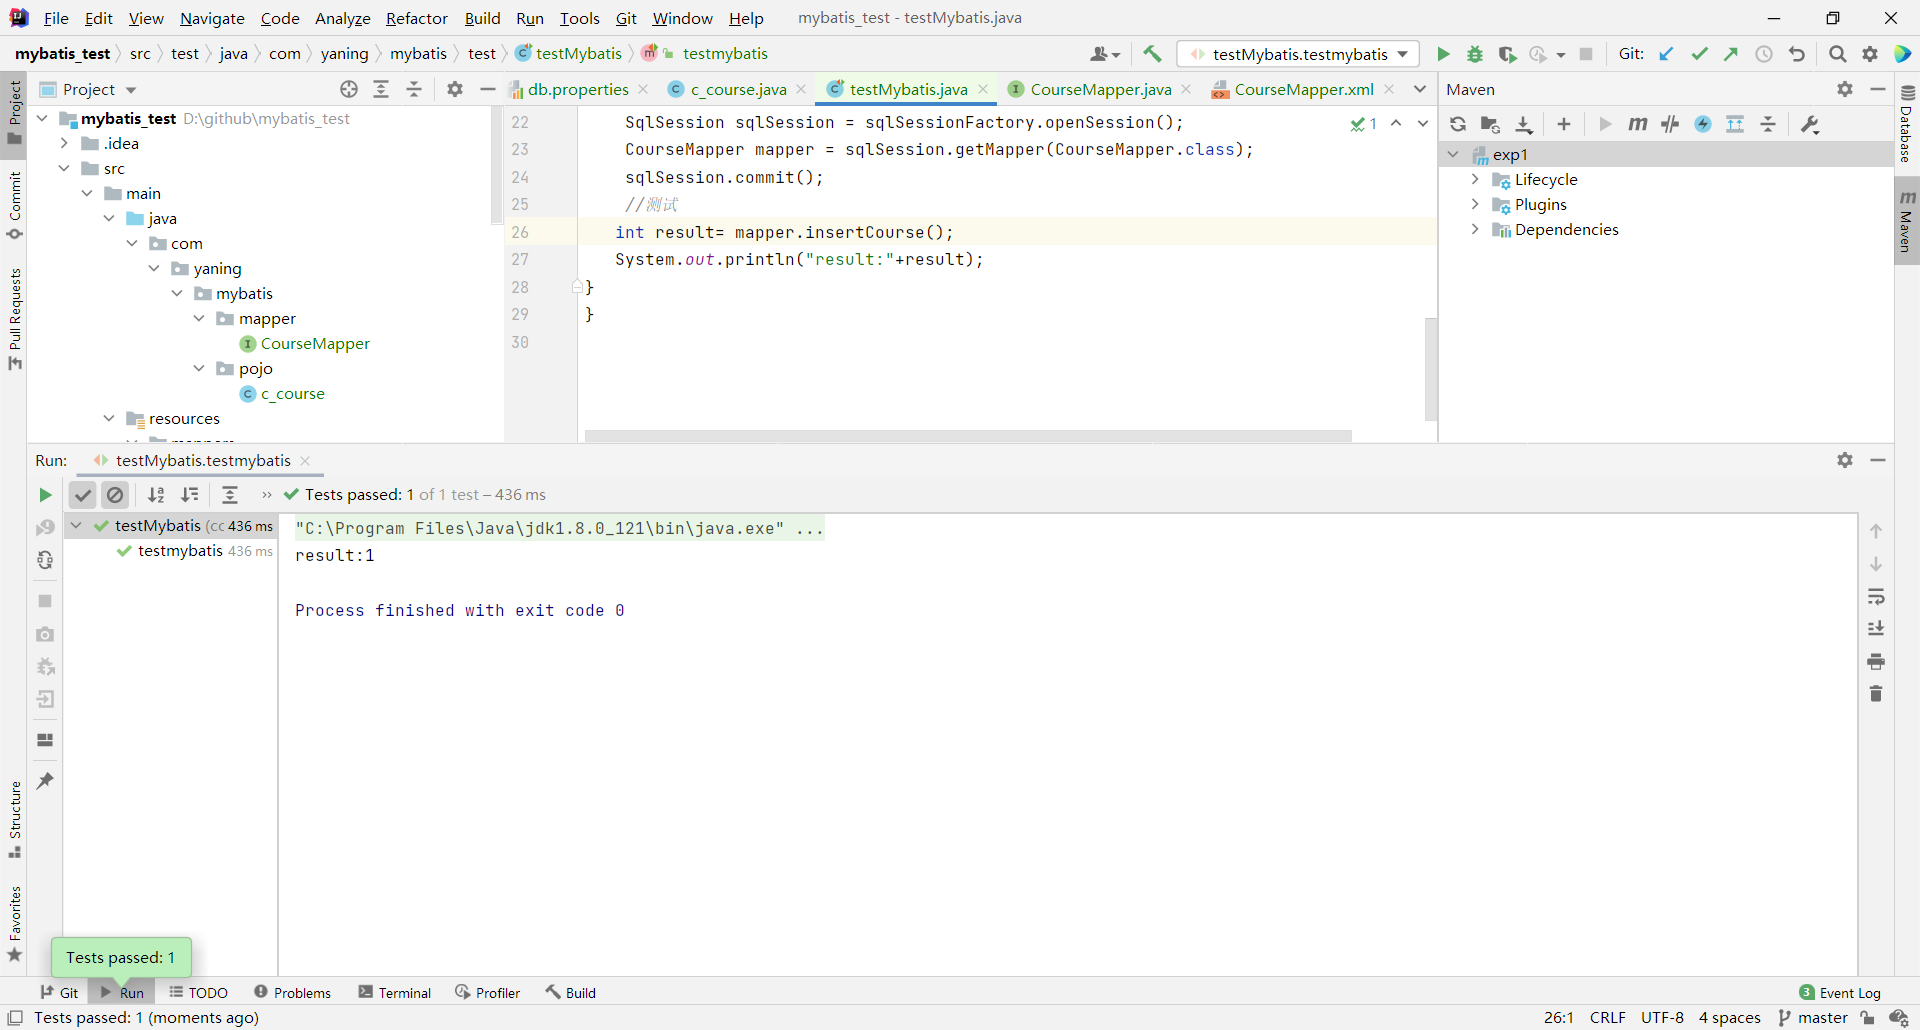 File Edit View Navigate Code Analyze Refactor Build Run Tools Git Window Help mybatis_test - testMybatis.java
mybatis_test src test java com yaning mybatis test testMybatis testmybatis
testMybatis.testmybatis Git:
Project
db.properties c_course.java testMybatis.java CourseMapper.java CourseMapper.xml
Maven
mybatis_test D:\github\mybatis_test
.idea
src
main
java
com
yaning
mybatis
mapper
CourseMapper
pojo
c_course
resources
22 SqlSession sqlSession = sqlSessionFactory.openSession();
23 CourseMapper mapper = sqlSession.getMapper(CourseMapper.class);
24 sqlSession.commit();
25 //测试
26 int result= mapper.insertCourse();
27 System.out.println("result:"+result);
28 }
29 }
30
1
exp1
Lifecycle
Plugins
Dependencies
Project
Commit
Pull Requests
Structure
Favorites
Database
Maven
Run: testMybatis.testmybatis
Tests passed: 1 of 1 test – 436 ms
testMybatis (cc 436 ms
testmybatis 436 ms
"C:\Program Files\Java\jdk1.8.0_121\bin\java.exe" ...
result:1
Process finished with exit code 0
Tests passed: 1
Git Run TODO Problems Terminal Profiler Build 3 Event Log
Tests passed: 1 (moments ago) 26:1 CRLF UTF-8 4 spaces master